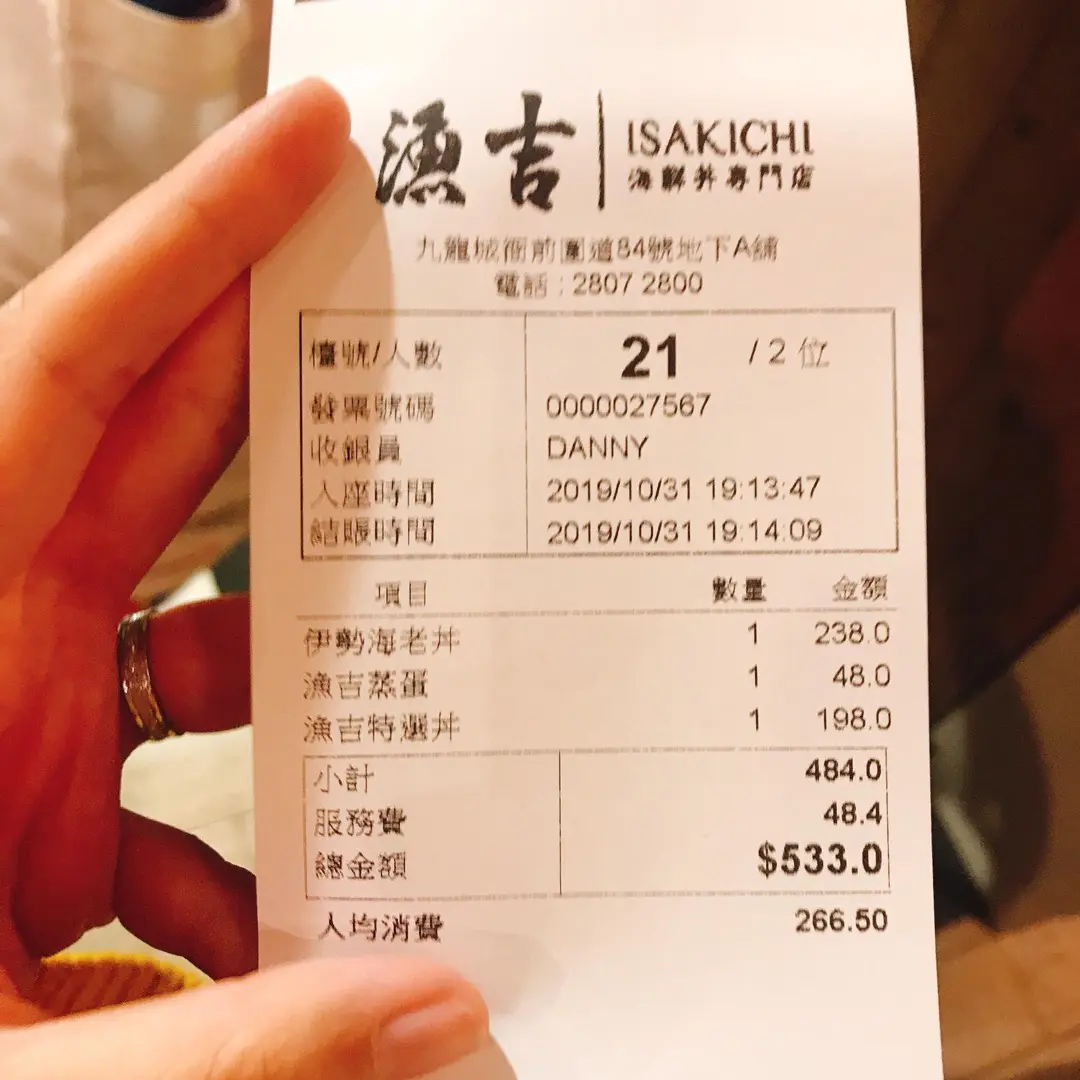 漁吉 ISAKICHI
海鮮丼專門店
九龍城衙前圍道84號地下A舖
電話 : 2807 2800
檯號/人數 21 / 2 位
發票號碼 0000027567
收銀員 DANNY
入座時間 2019/10/31 19:13:47
結賬時間 2019/10/31 19:14:09
項目 數量 金額
伊勢海老丼 1 238.0
漁吉蒸蛋 1 48.0
漁吉特選丼 1 198.0
小計 484.0
服務費 48.4
總金額 $533.0
人均消費 266.50